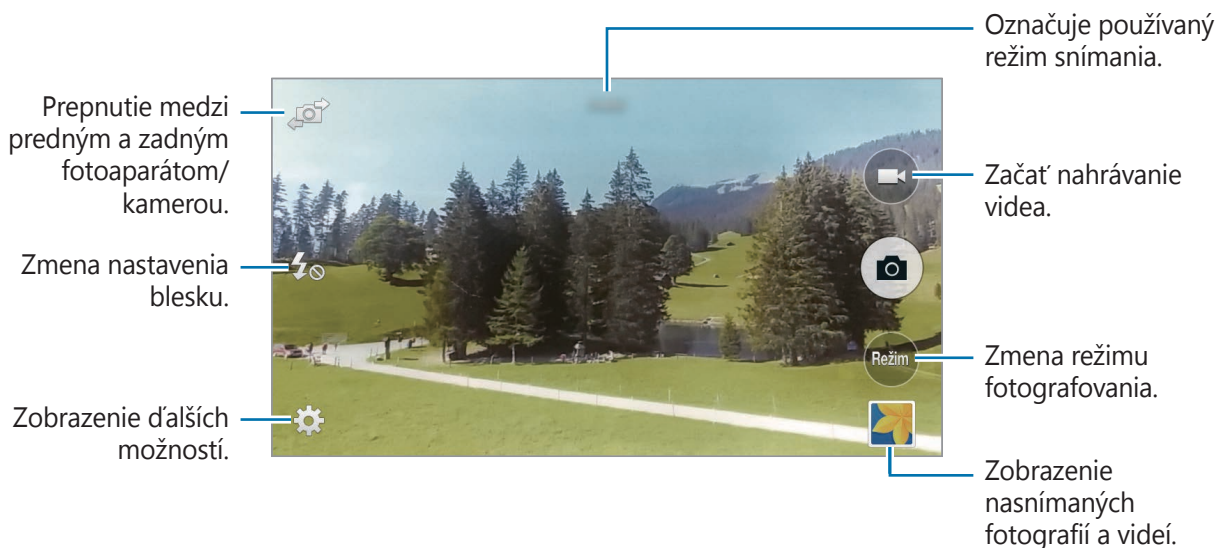 Označuje používaný
režim snímania.
Prepnutie medzi
predným a zadným
fotoaparátom/
kamerou.
Začať nahrávanie
videa.
Zmena nastavenia
blesku.
Režim
Zmena režimu
fotografovania.
Zobrazenie ďalších
možností.
Zobrazenie
nasnímaných
fotografií a videí.